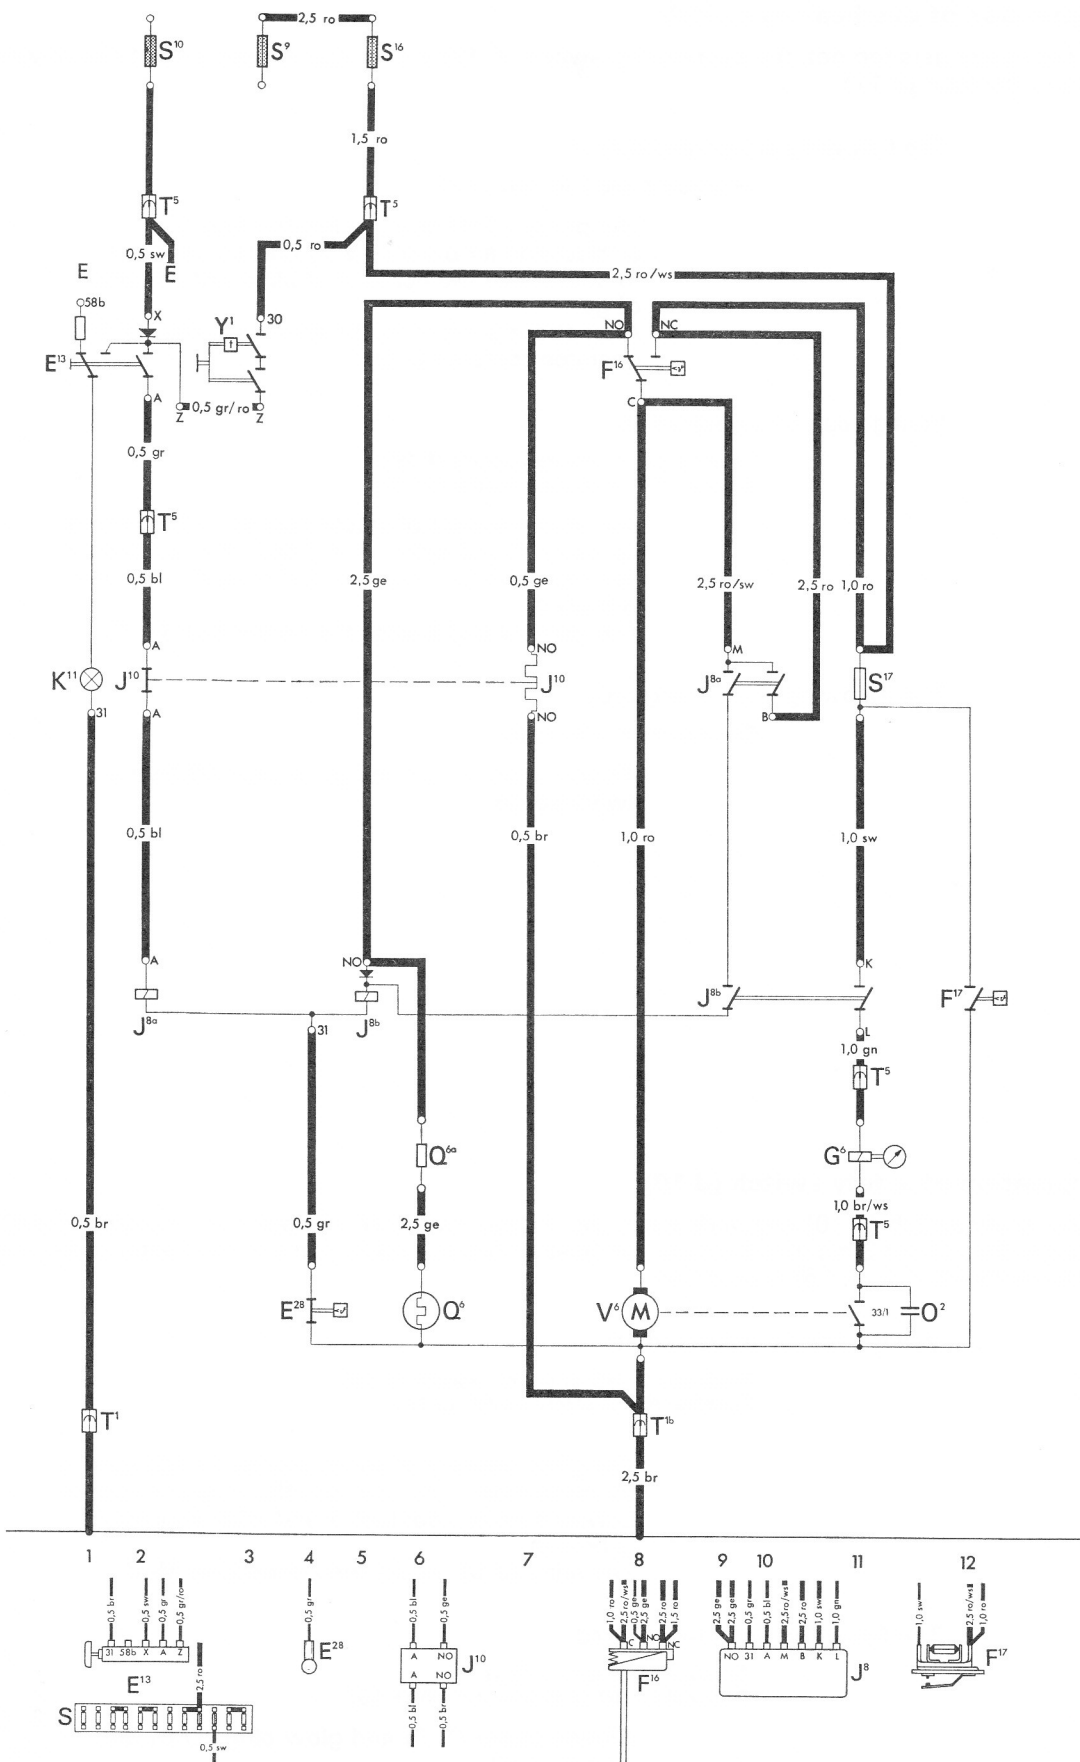 2,5 ro
S10
S9
S16
1,5 ro
T5
T5
0,5 sw
E
0,5 ro
E
2,5 ro/ws
58b
X
30
Y1
NO
NC
E13
F16
A
Z
0,5 gr/ro
Z
C
0,5 gr
T5
0,5 bl
2,5 ge
0,5 ge
2,5 ro/sw
2,5 ro
1,0 ro
A
NO
M
K11
J10
J10
J8a
S17
31
A
NO
B
0,5 bl
0,5 br
1,0 ro
1,0 sw
A
NO
K
J8a
J8b
J8b
F17
31
L
1,0 gn
T5
Q6a
G6
0,5 br
0,5 gr
2,5 ge
1,0 br/ws
T5
E28
Q6
V6
M
33/1
O2
T1
T1b
2,5 br
1 2 3 4 5 6 7 8 9 10 11 12
0,5 br
0,5 sw
0,5 gr
0,5 gr/ro
31 58b X A Z
E13
2,5 ro
S
0,5 sw
0,5 gr
E28
0,5 bl
0,5 ge
A NO
A NO
J10
0,5 bl
0,5 br
1,0 ro
2,5 ro/ws
0,5 ge
2,5 ge
2,5 ro
1,5 ro
C NO NC
F16
2,5 ge
2,5 ge
0,5 gr
0,5 bl
2,5 ro/ws
2,5 ro
1,0 sw
1,0 gn
NO 31 A M B K L
J8
1,0 sw
2,5 ro/ws
1,0 ro
F17